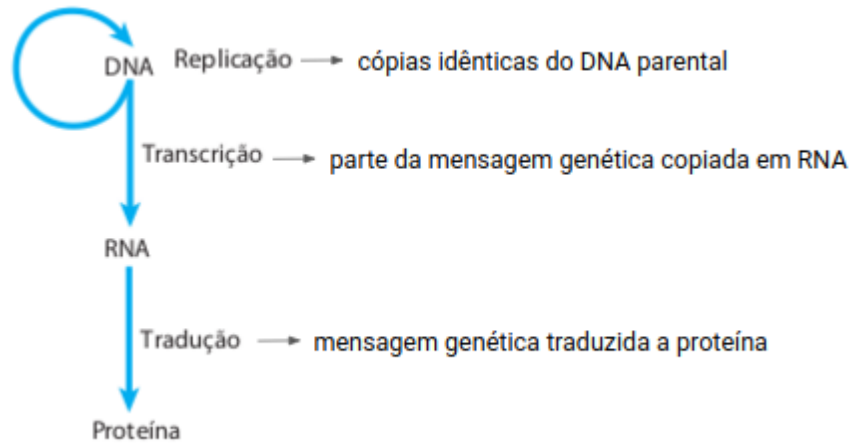 DNA Replicação cópias idênticas do DNA parental
Transcrição parte da mensagem genética copiada em RNA
RNA
Tradução mensagem genética traduzida a proteína
Proteína